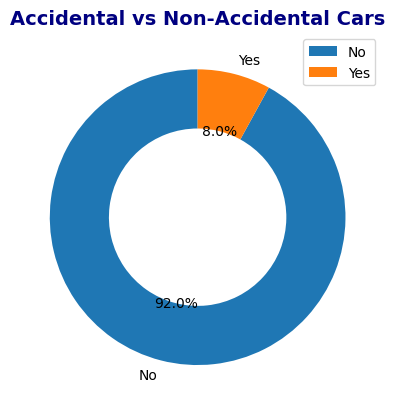 Accidental vs Non-Accidental Cars
No
Yes
Yes
8.0%
92.0%
No